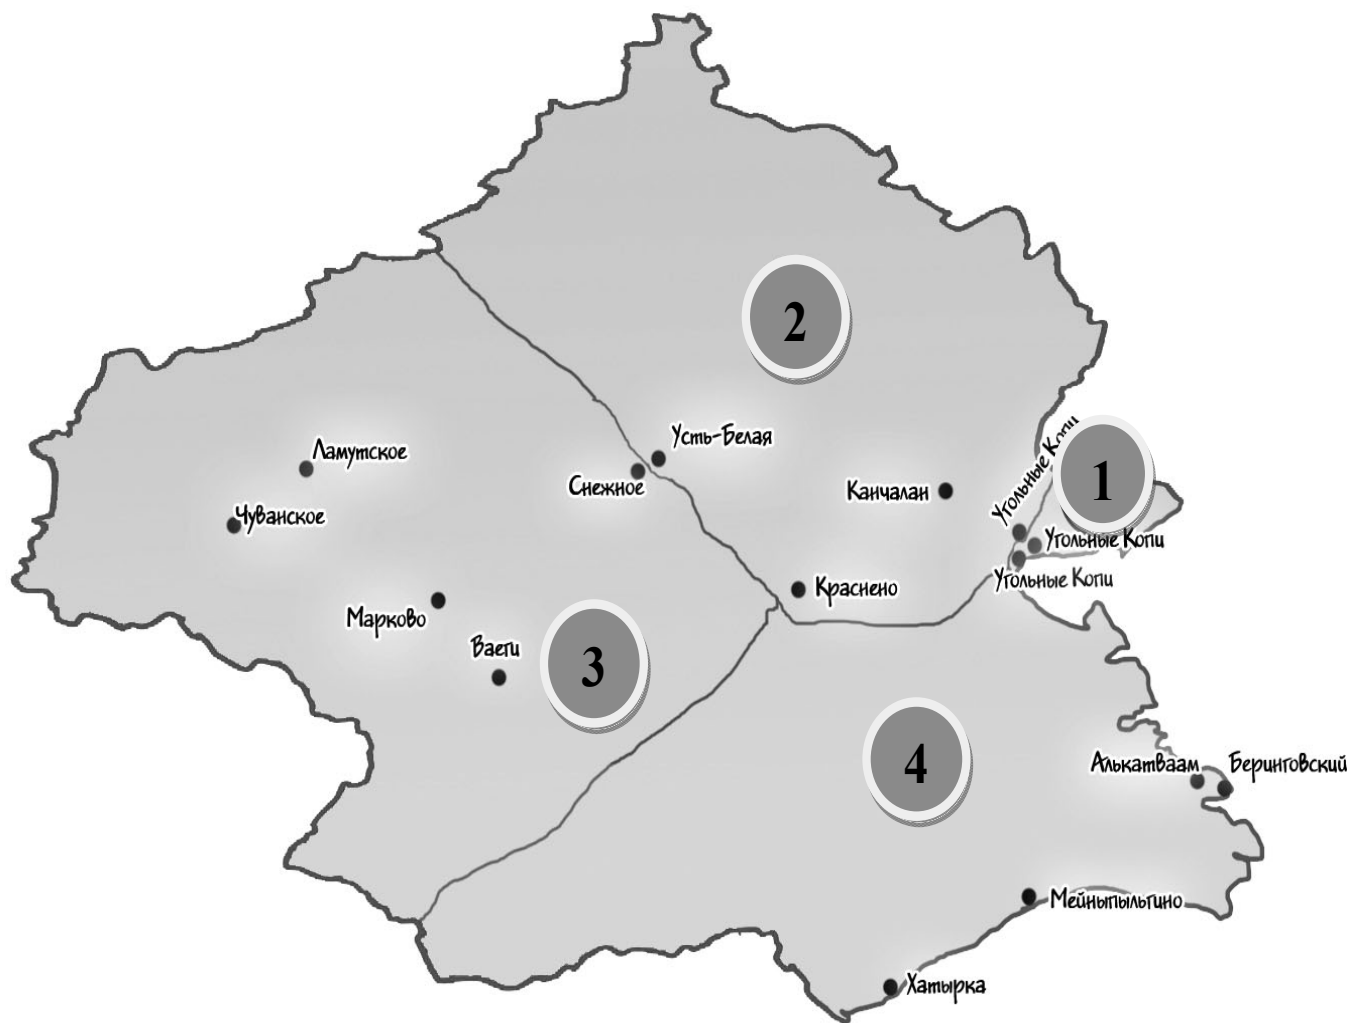 2
Угольные Копи
1
Усть-Белая
Ламутское
Снежное
Канчалан
Чуванское
Угольные Копи
Угольные Копи
Краснено
Марково
Ваеги
3
4
Алькатваам
Беринговский
Мейныпыльгино
Хатырка